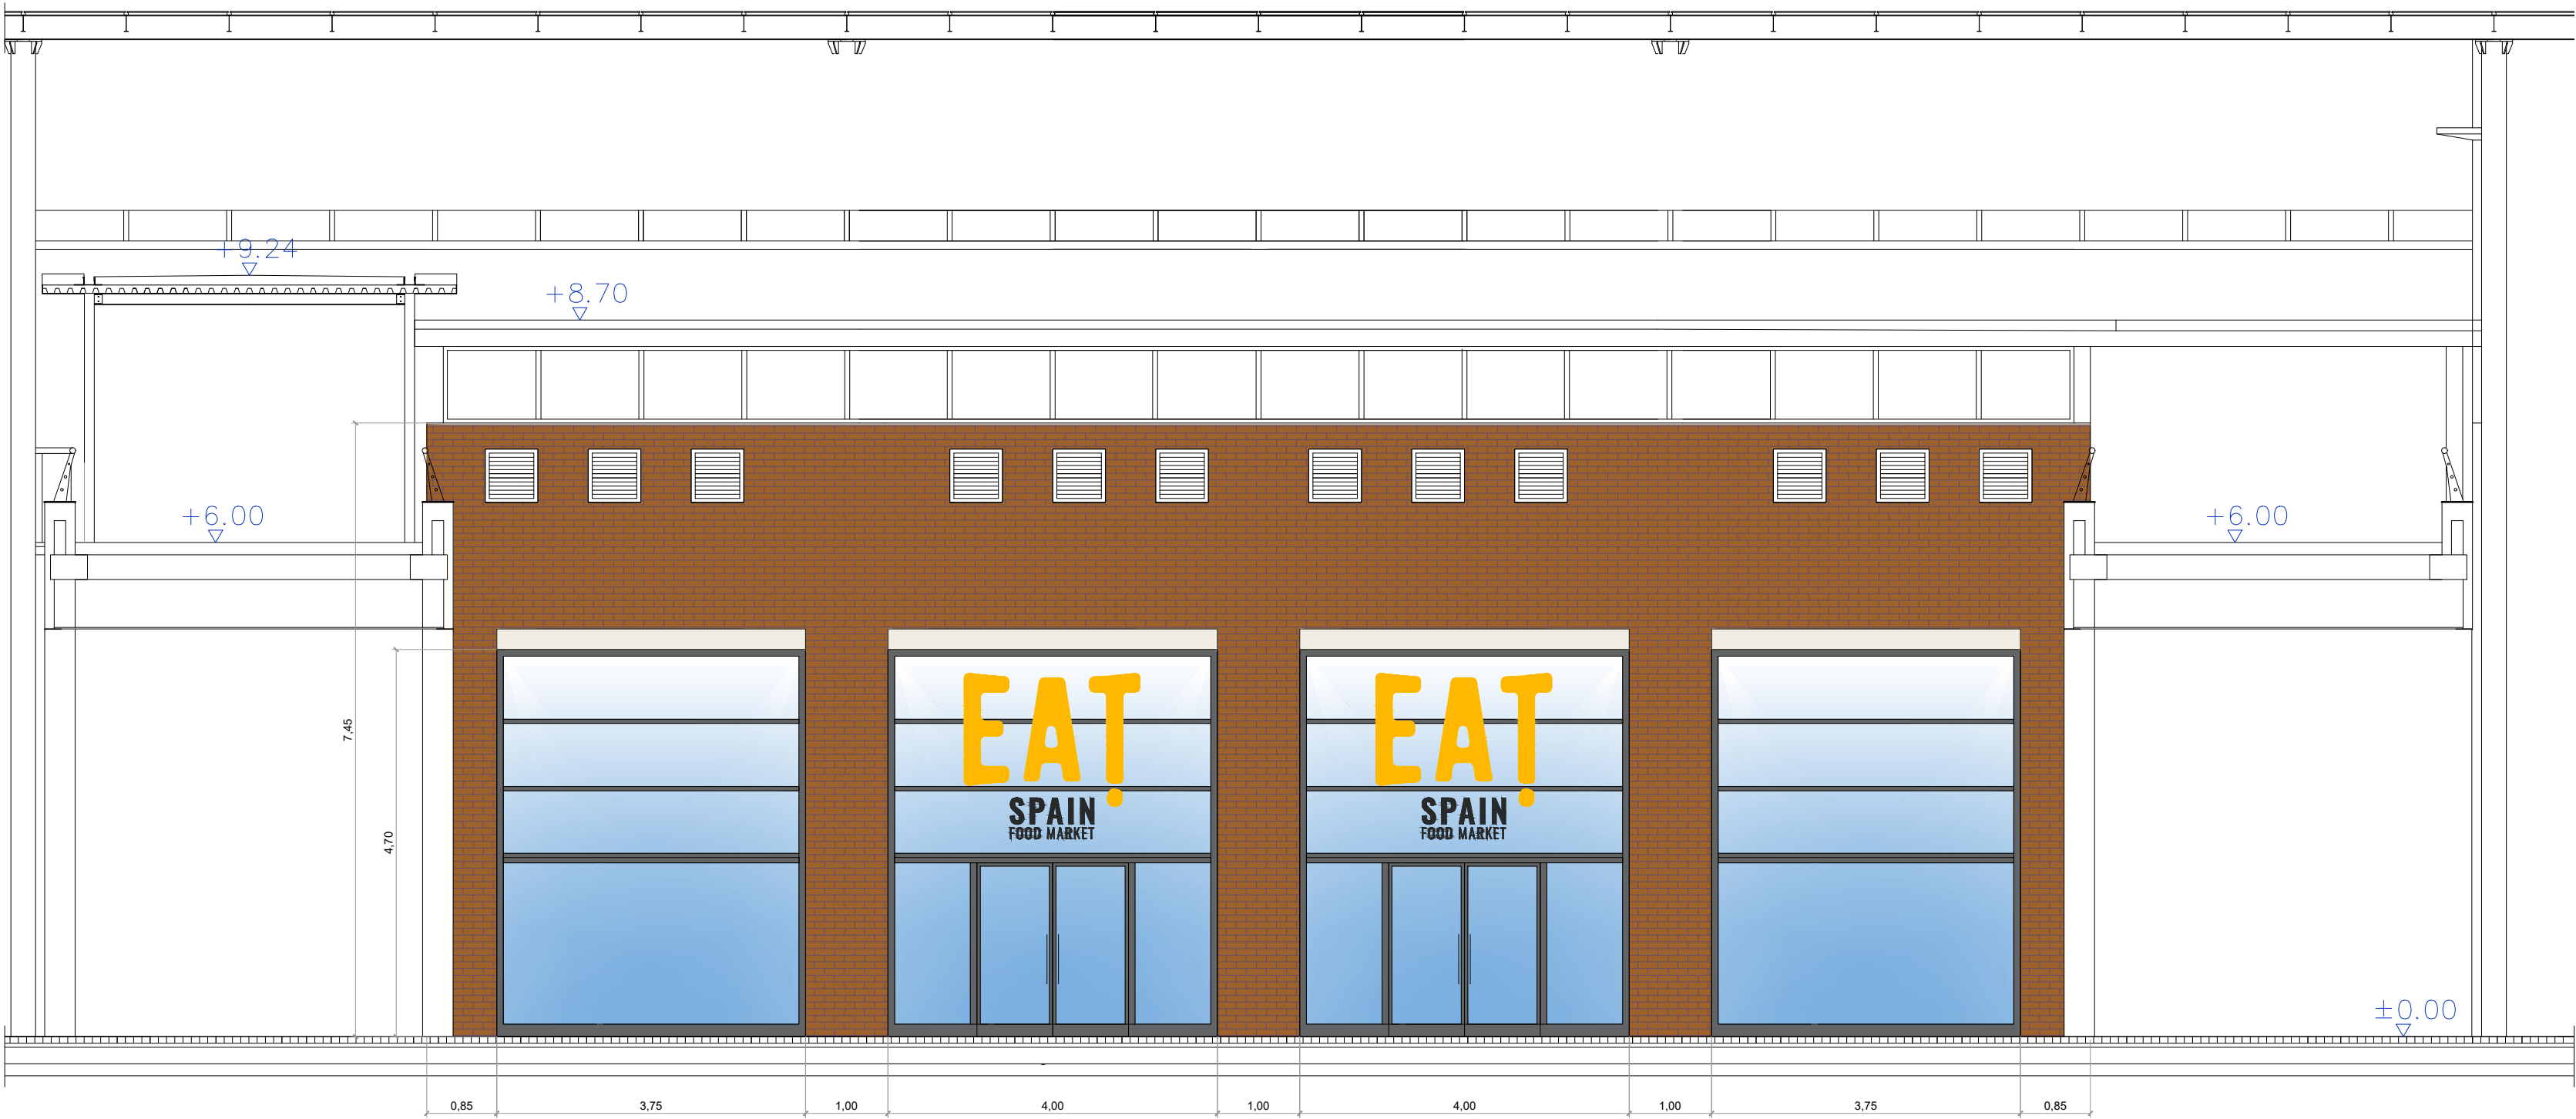 +9.24
+8.70
+6.00
+6.00
7,45
4,70
EAT
SPAIN
FOOD MARKET
EAT
SPAIN
FOOD MARKET
±0.00
0,85 3,75 1,00 4,00 1,00 4,00 1,00 3,75 0,85